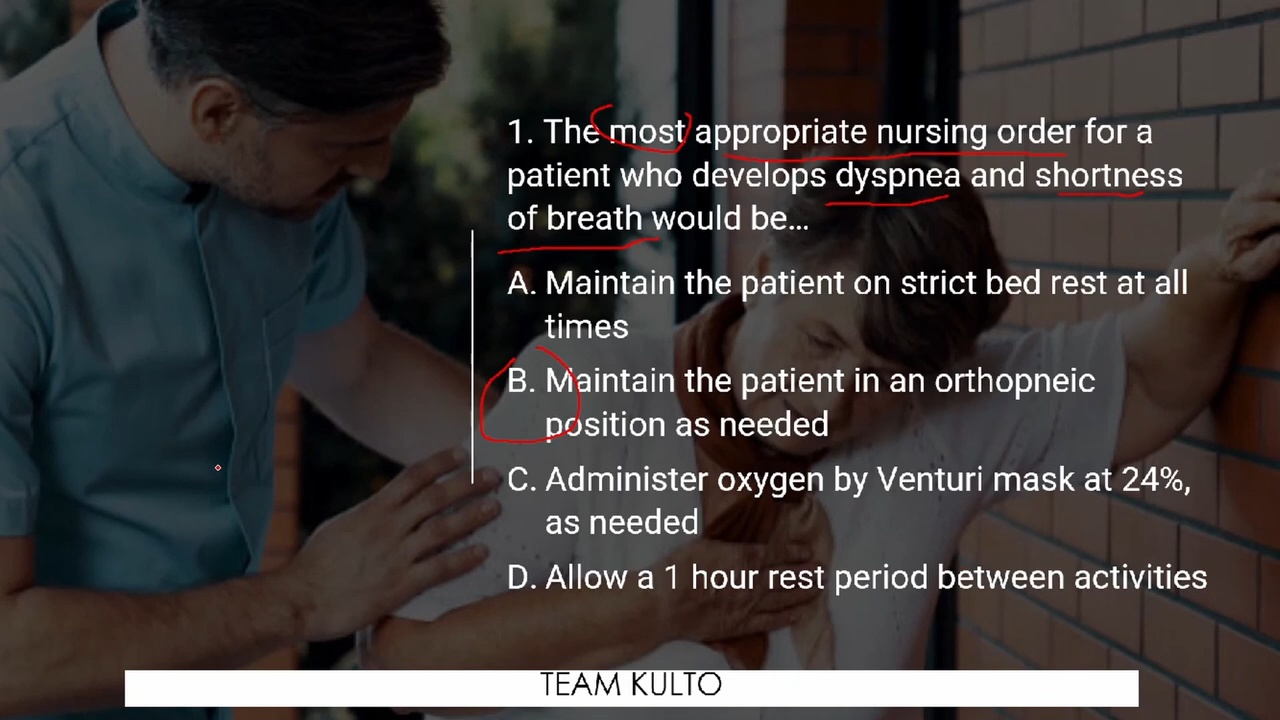 1. The most appropriate nursing order for a
patient who develops dyspnea and shortness
of breath would be...
A. Maintain the patient on strict bed rest at all
times
B. Maintain the patient in an orthopneic
position as needed
C. Administer oxygen by Venturi mask at 24%,
as needed
D. Allow a 1 hour rest period between activities
TEAM KULTO